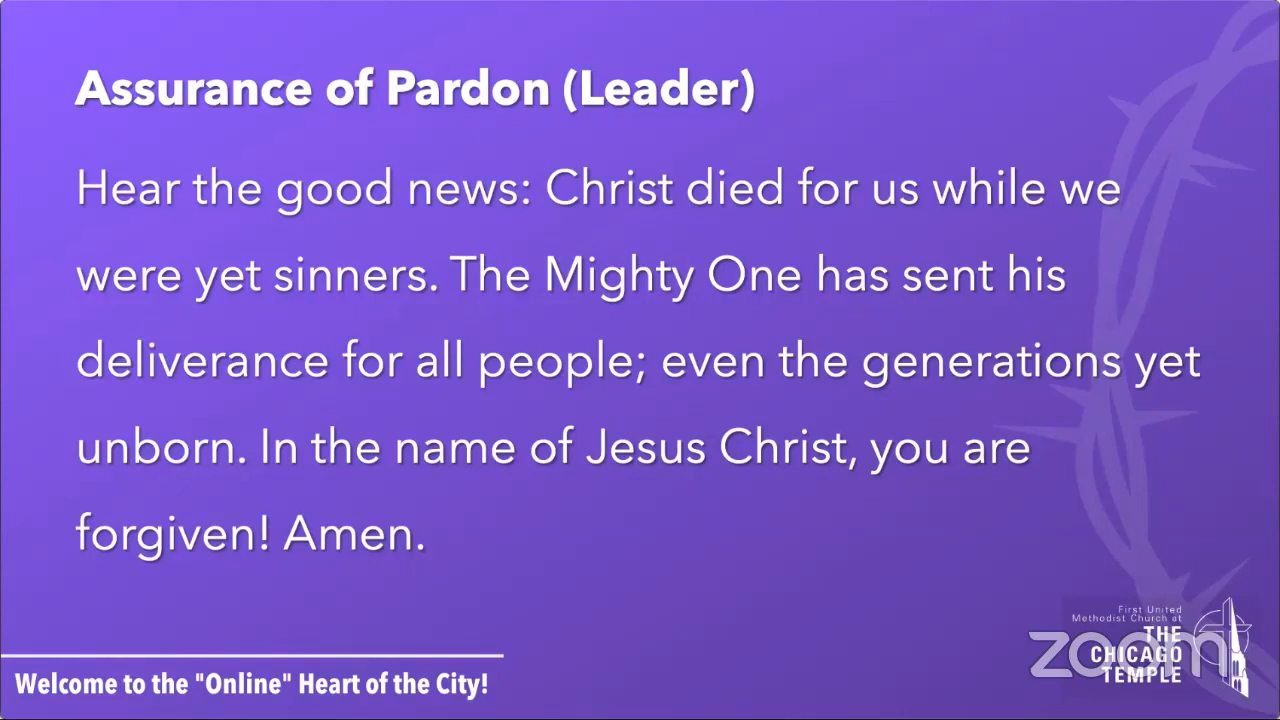 Assurance of Pardon (Leader)
Hear the good news: Christ died for us while we
were yet sinners. The Mighty One has sent his
deliverance for all people; even the generations yet
unborn. In the name of Jesus Christ, you are
forgiven! Amen.
First United
Methodist Church at
THE
CHICAGO
TEMPLE
zoom
Welcome to the "Online" Heart of the City!